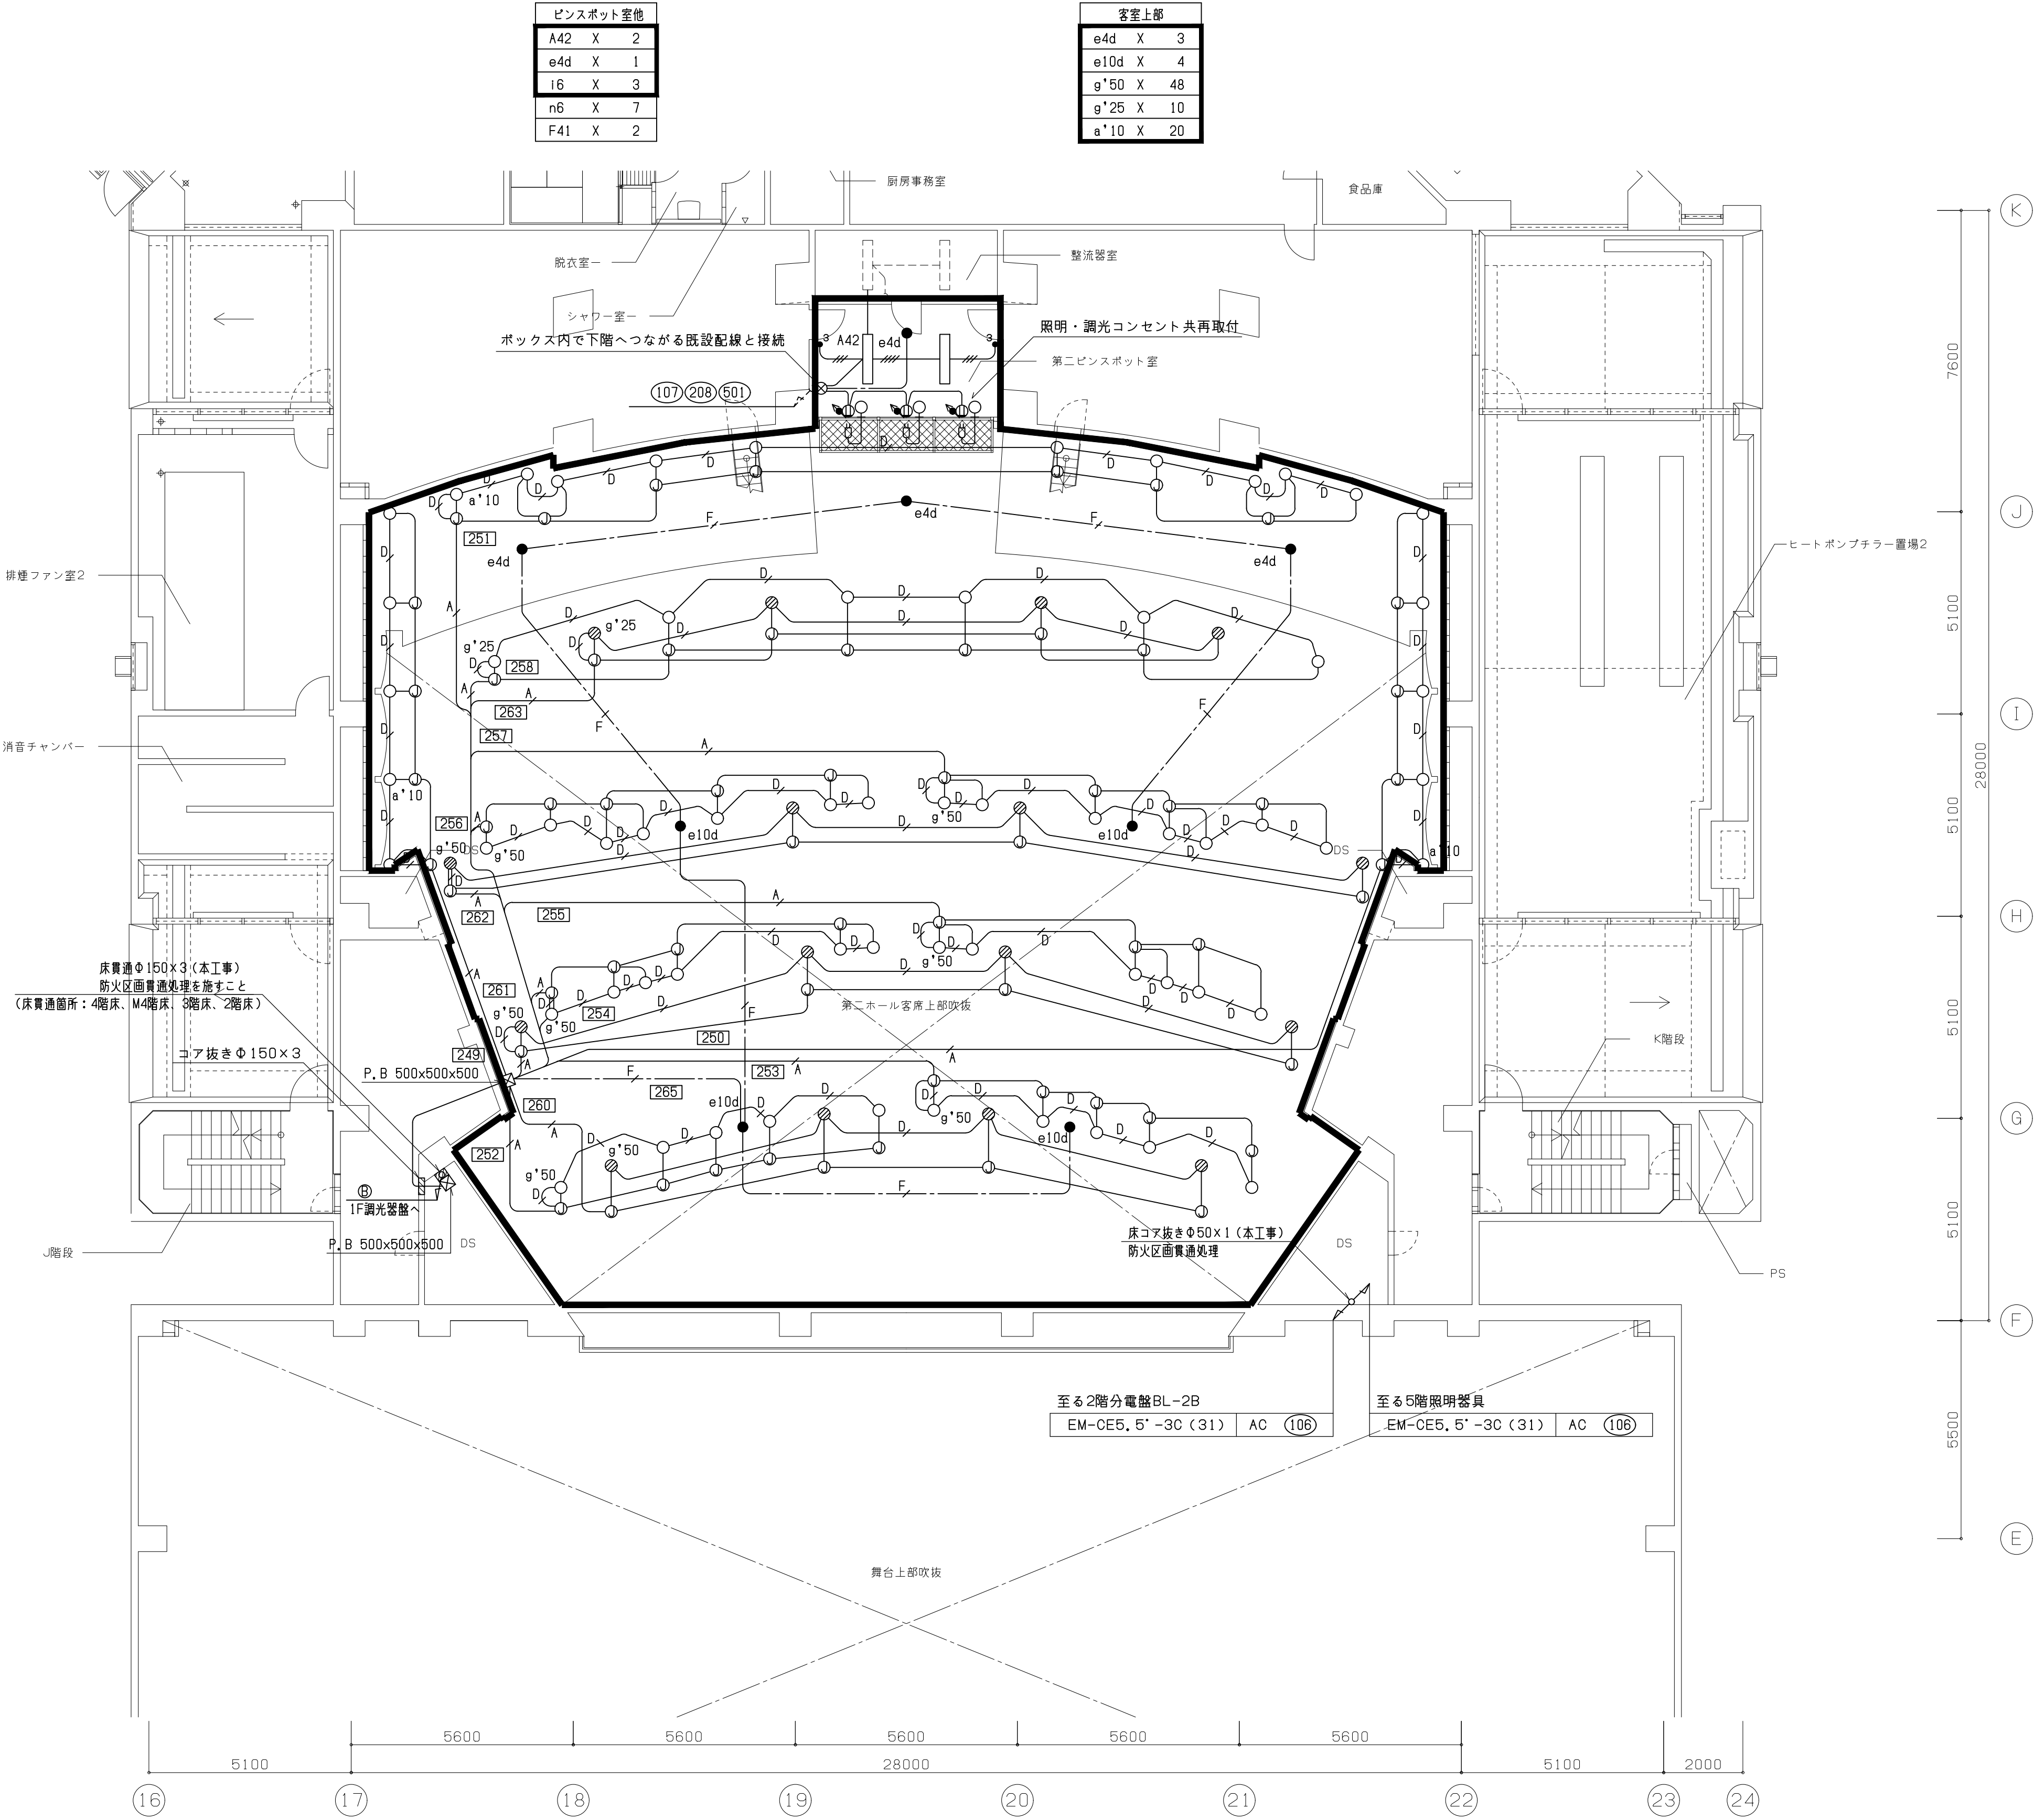 ピンスポット室他
A42 X 2
e4d X 1
i6 X 3
n6 X 7
F41 X 2
客室上部
e4d X 3
e10d X 4
g'50 X 48
g'25 X 10
a'10 X 20
厨房事務室
食品庫
K
脱衣室ー
整流器室
シャワー室ー
ボックス内で下階へつながる既設配線と接続
照明・調光コンセント共再取付
3 A42 e4d 3
第二ピンスポット室
7600
107 208 501
D
D D D D
D D D D
a'10
F e4d F
J
251
D D
e4d e4d
ヒートポンプチラー置場2
排煙ファン室2
D D
A D D
5100
g'25 D D D
g'25 D D
D 258 D D
A A
263
F F
I
257
A
消音チャンバー
D D
28000
D D D D
a'10 D g'50
5100
256 A D D D D D D
e10d e10d
g'50 g'50 D D
DS DS a'10
D D D
A A
262 255
H
D D D D
g'50 D
床貫通Φ150×3(本工事)
防火区画貫通処理を施すこと
(床貫通箇所:4階床、M4階床、3階床、2階床)
A
261 A D D D D D
第二ホール客席上部吹抜
g'50 254 D F D D
g'50
5100
D 250
K階段
コア抜きΦ150×3
249 A A A
P.B 500x500x500
F 253
265
260 e10d D D D D
g'50
A D g'50 D D e10d D D
G
252 A
g'50
D
B
1F調光器盤へ
F
5100
J階段
P.B 500x500x500
DS
床コア抜きΦ50×1(本工事)
防火区画貫通処理
DS
PS
F
至る2階分電盤BL-2B
EM-CE5.5゜-3C(31) AC 106
至る5階照明器具
EM-CE5.5゜-3C(31) AC 106
5500
E
舞台上部吹抜
5600 5600 5600 5600 5600
5100 28000 5100 2000
16 17 18 19 20 21 22 23 24